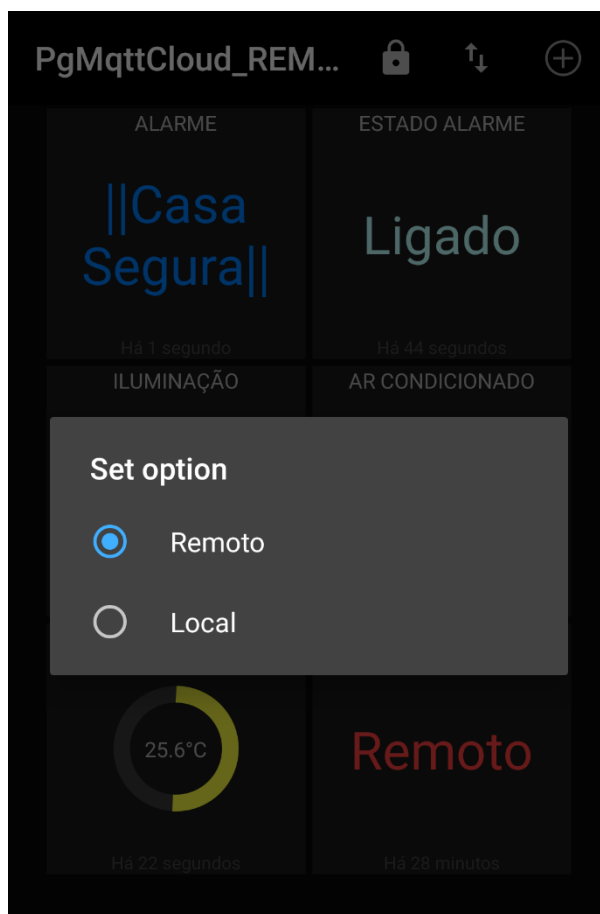 PgMqttCloud_REM...
ALARME
ESTADO ALARME
||Casa
Segura||
Ligado
Há 1 segundo
Há 44 segundos
ILUMINAÇÃO
AR CONDICIONADO
Set option
Remoto
Local
25.6°C
Remoto
Há 22 segundos
Há 28 minutos